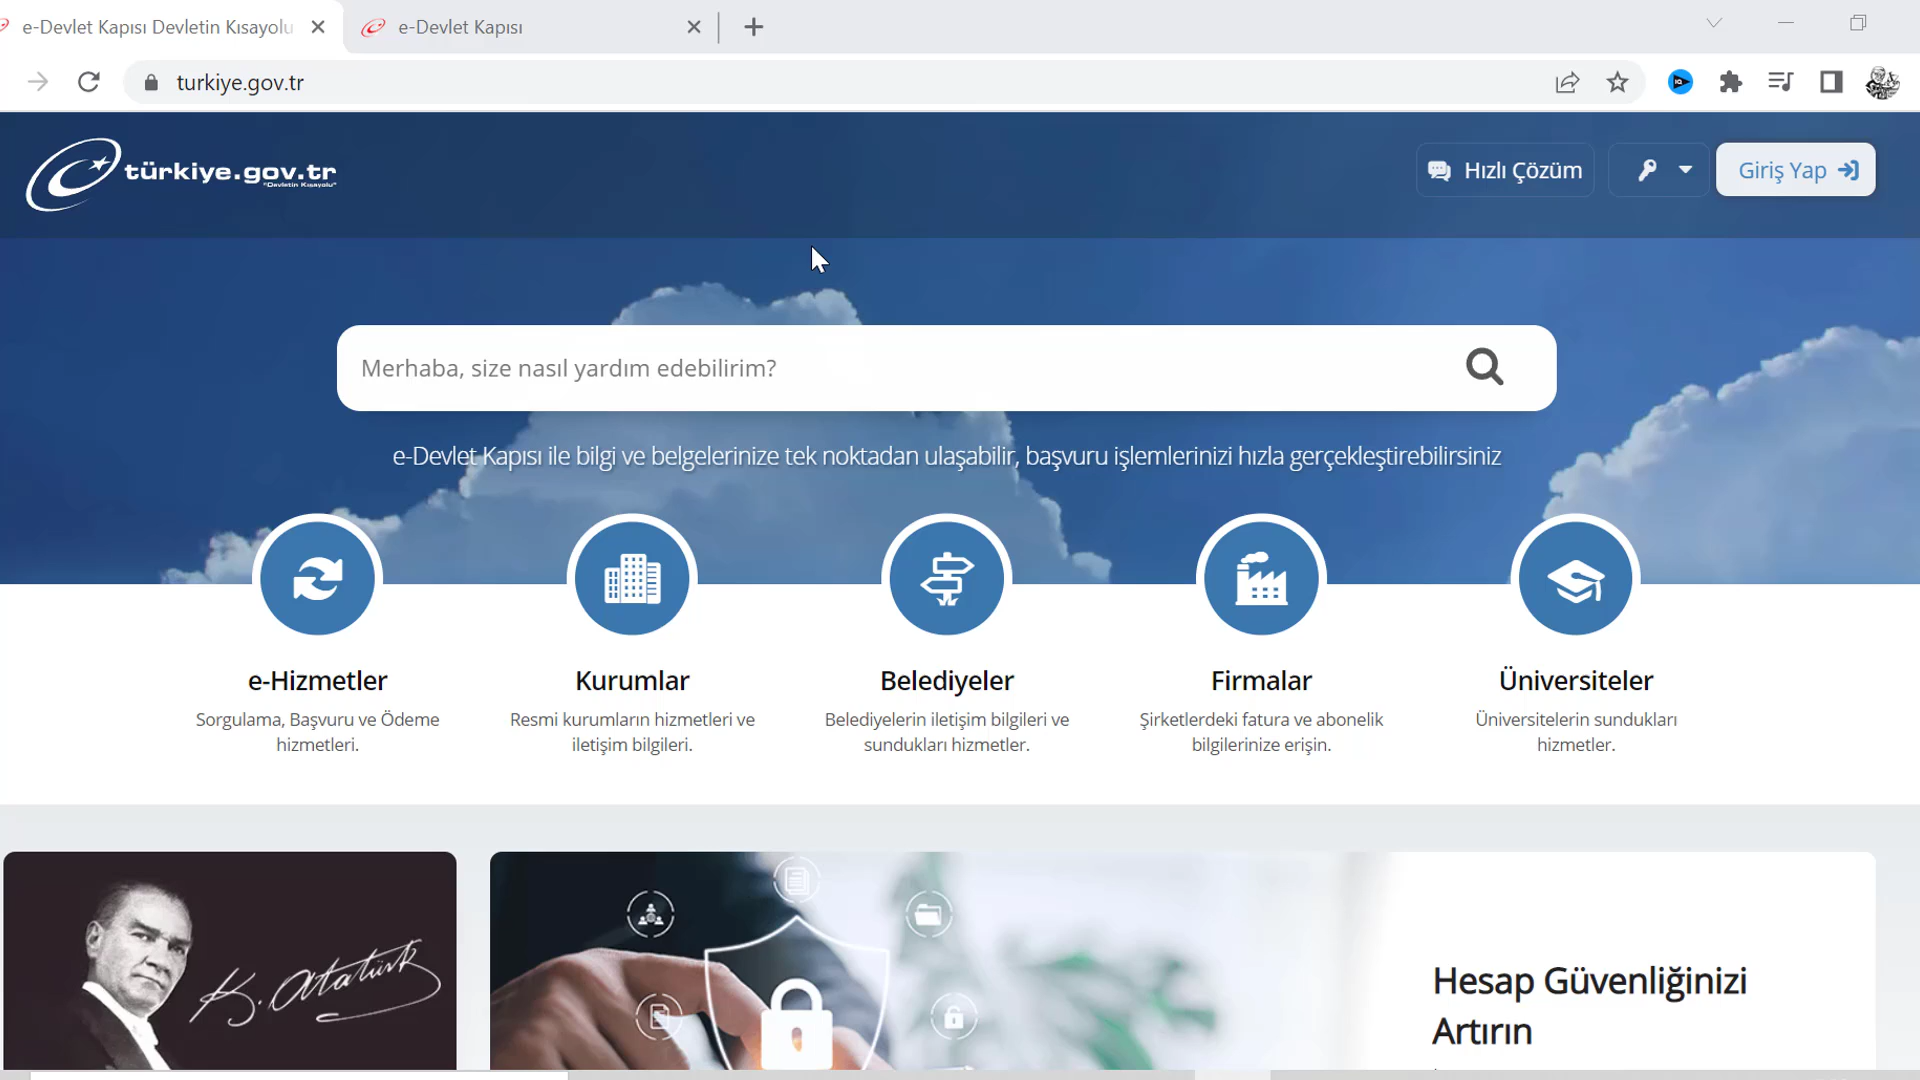 e-Devlet Kapısı Devletin Kısayolu
e-Devlet Kapısı
turkiye.gov.tr
türkiye.gov.tr
"Devletin Kısayolu"
Hızlı Çözüm
Giriş Yap
Merhaba, size nasıl yardım edebilirim?
e-Devlet Kapısı ile bilgi ve belgelerinize tek noktadan ulaşabilir, başvuru işlemlerinizi hızla gerçekleştirebilirsiniz
e-Hizmetler
Sorgulama, Başvuru ve Ödeme
hizmetleri.
Kurumlar
Resmi kurumların hizmetleri ve
iletişim bilgileri.
Belediyeler
Belediyelerin iletişim bilgileri ve
sundukları hizmetler.
Firmalar
Şirketlerdeki fatura ve abonelik
bilgilerinize erişin.
Üniversiteler
Üniversitelerin sundukları
hizmetler.
K. Atatürk
Hesap Güvenliğinizi
Artırın